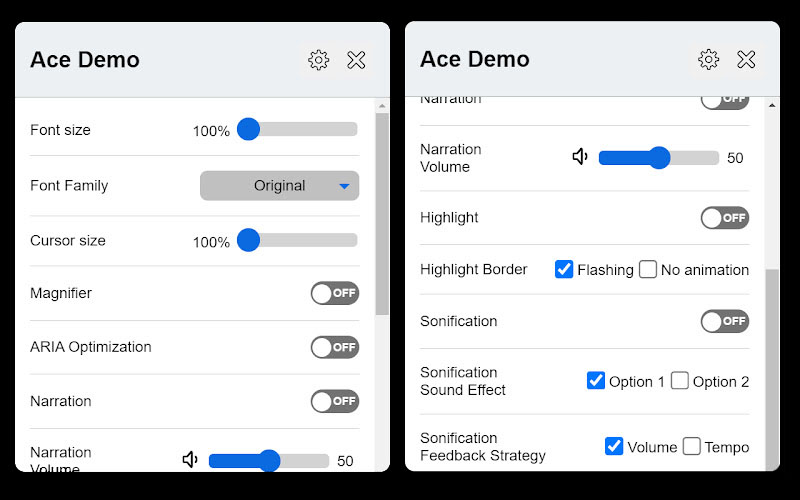 Ace Demo
Font size
100%
Font Family
Original
Cursor size
100%
Magnifier
OFF
ARIA Optimization
OFF
Narration
OFF
Narration
Volume
50
Ace Demo
Narration
OFF
Narration
Volume
50
Highlight
OFF
Highlight Border
Flashing No animation
Sonification
OFF
Sonification
Sound Effect
Option 1 Option 2
Sonification
Feedback Strategy
Volume Tempo